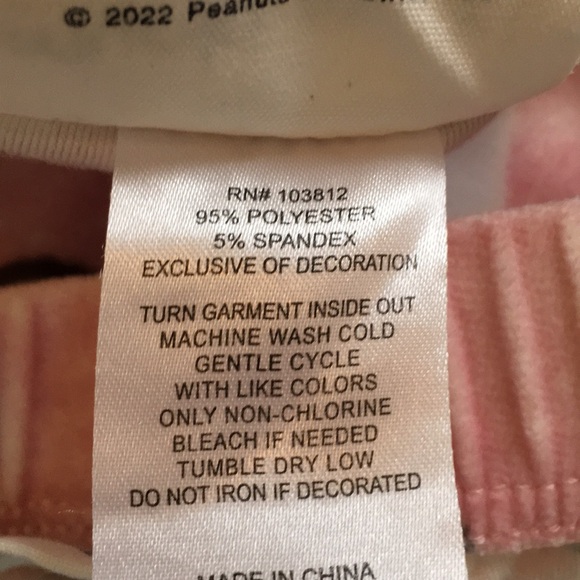 © 2022 Peanuts
RN# 103812
95% POLYESTER
5% SPANDEX
EXCLUSIVE OF DECORATION
TURN GARMENT INSIDE OUT
MACHINE WASH COLD
GENTLE CYCLE
WITH LIKE COLORS
ONLY NON-CHLORINE
BLEACH IF NEEDED
TUMBLE DRY LOW
DO NOT IRON IF DECORATED
MADE IN CHINA